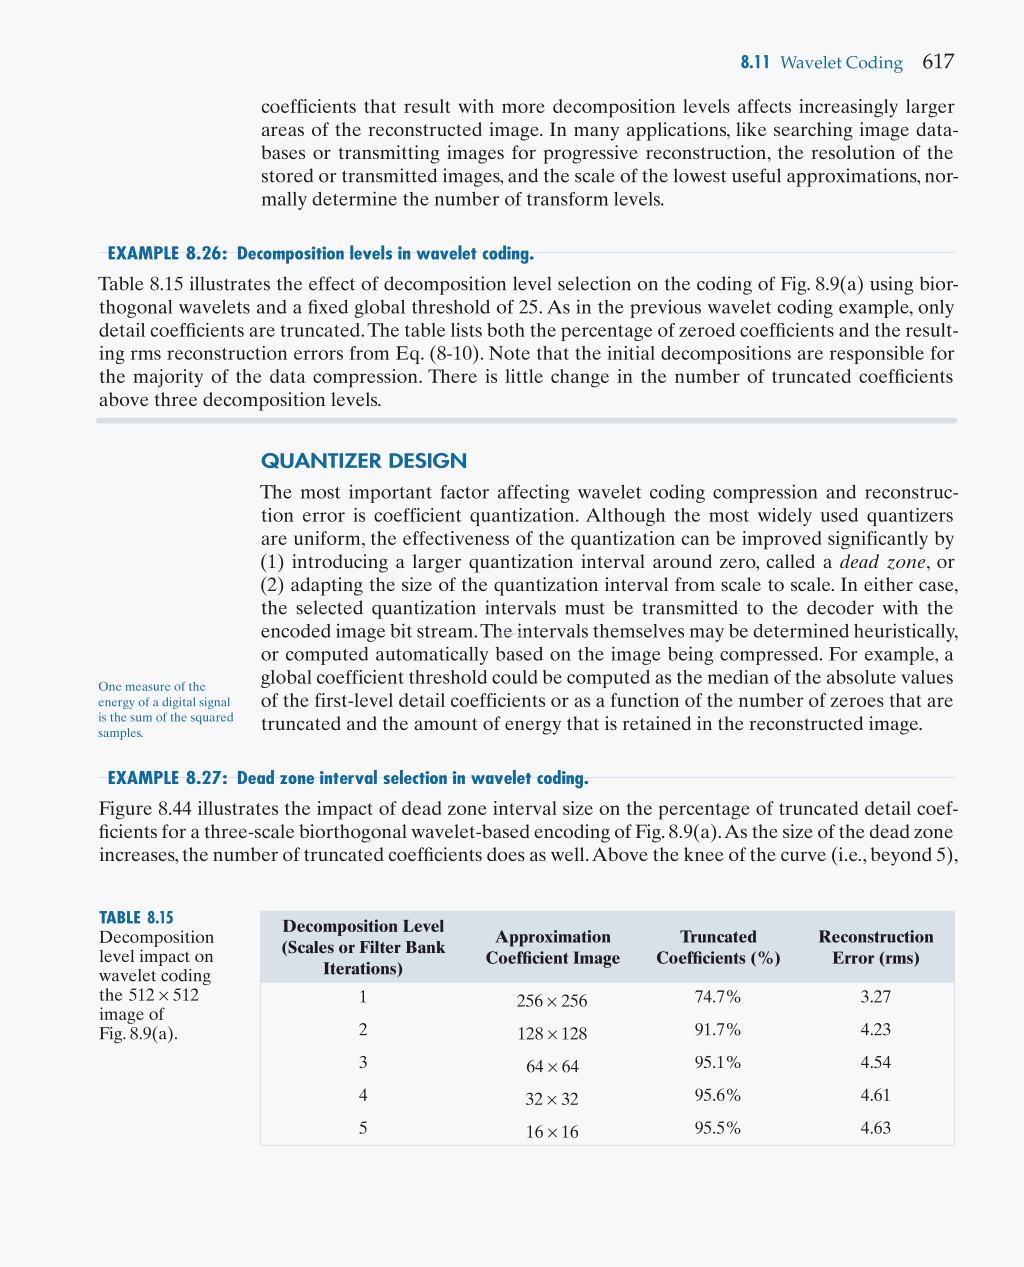 8.11 Wavelet Coding 617
coefficients that result with more decomposition levels affects increasingly larger
areas of the reconstructed image. In many applications, like searching image data-
bases or transmitting images for progressive reconstruction, the resolution of the
stored or transmitted images, and the scale of the lowest useful approximations, nor-
mally determine the number of transform levels.
EXAMPLE 8.26: Decomposition levels in wavelet coding.
Table 8.15 illustrates the effect of decomposition level selection on the coding of Fig. 8.9(a) using bior-
thogonal wavelets and a fixed global threshold of 25. As in the previous wavelet coding example, only
detail coefficients are truncated. The table lists both the percentage of zeroed coefficients and the result-
ing rms reconstruction errors from Eq. (8-10). Note that the initial decompositions are responsible for
the majority of the data compression. There is little change in the number of truncated coefficients
above three decomposition levels.
QUANTIZER DESIGN
The most important factor affecting wavelet coding compression and reconstruc-
tion error is coefficient quantization. Although the most widely used quantizers
are uniform, the effectiveness of the quantization can be improved significantly by
(1) introducing a larger quantization interval around zero, called a dead zone, or
(2) adapting the size of the quantization interval from scale to scale. In either case,
the selected quantization intervals must be transmitted to the decoder with the
encoded image bit stream. The intervals themselves may be determined heuristically,
or computed automatically based on the image being compressed. For example, a
global coefficient threshold could be computed as the median of the absolute values
of the first-level detail coefficients or as a function of the number of zeroes that are
truncated and the amount of energy that is retained in the reconstructed image.
One measure of the
energy of a digital signal
is the sum of the squared
samples.
EXAMPLE 8.27: Dead zone interval selection in wavelet coding.
Figure 8.44 illustrates the impact of dead zone interval size on the percentage of truncated detail coef-
ficients for a three-scale biorthogonal wavelet-based encoding of Fig. 8.9(a). As the size of the dead zone
increases, the number of truncated coefficients does as well. Above the knee of the curve (i.e., beyond 5),
TABLE 8.15
Decomposition
level impact on
wavelet coding
the 512 × 512
image of
Fig. 8.9(a).
Decomposition Level
(Scales or Filter Bank
Iterations)
Approximation
Coefficient Image
Truncated
Coefficients (%)
Reconstruction
Error (rms)
1 256 × 256 74.7% 3.27
2 128 × 128 91.7% 4.23
3 64 × 64 95.1% 4.54
4 32 × 32 95.6% 4.61
5 16 × 16 95.5% 4.63